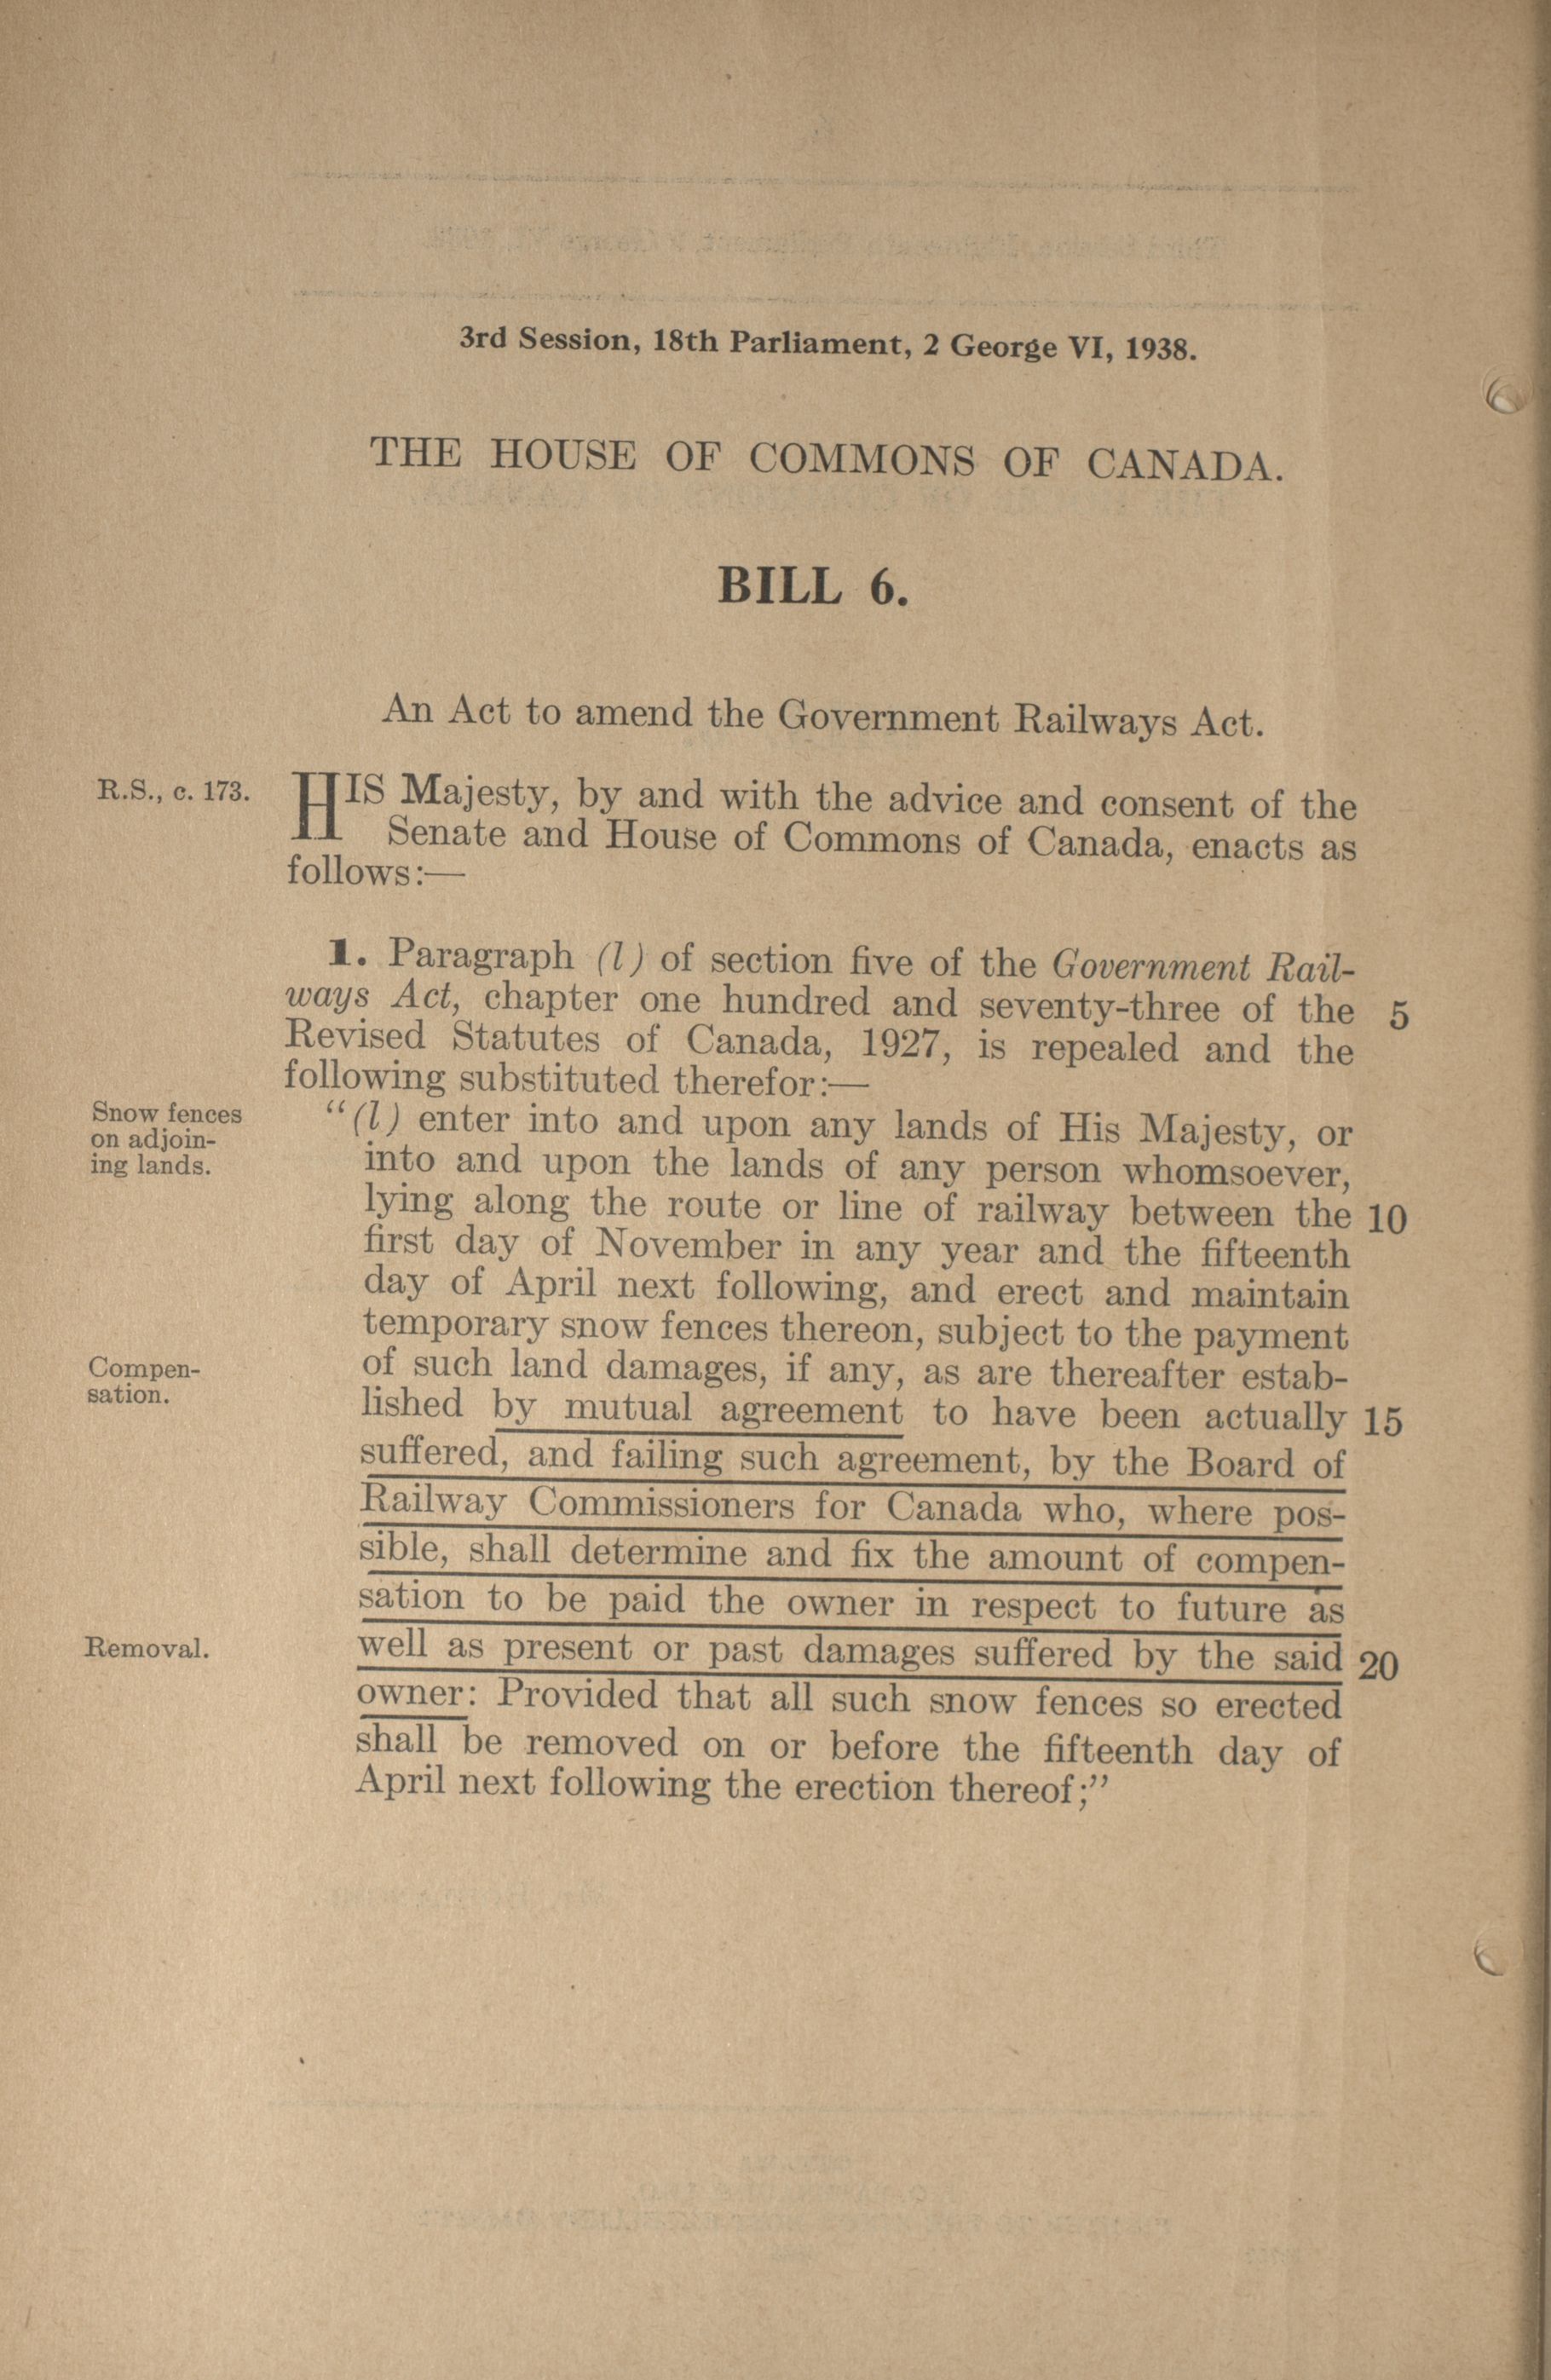 3rd Session, 18th Parliament, 2 George VI, 1938.
THE HOUSE OF COMMONS OF CANADA.
BILL 6.
An Act to amend the Government Railways Act.
R.S., c. 173.
HIS Majesty, by and with the advice and consent of the
Senate and House of Commons of Canada, enacts as
follows:—
1. Paragraph (l) of section five of the Government Rail-
ways Act, chapter one hundred and seventy-three of the 5
Revised Statutes of Canada, 1927, is repealed and the
following substituted therefor:—
Snow fences
on adjoin-
ing lands.
"(l) enter into and upon any lands of His Majesty, or
into and upon the lands of any person whomsoever,
lying along the route or line of railway between the 10
first day of November in any year and the fifteenth
day of April next following, and erect and maintain
temporary snow fences thereon, subject to the payment
Compen-
sation.
of such land damages, if any, as are thereafter estab-
lished by mutual agreement to have been actually 15
suffered, and failing such agreement, by the Board of
Railway Commissioners for Canada who, where pos-
sible, shall determine and fix the amount of compen-
sation to be paid the owner in respect to future as
Removal.
well as present or past damages suffered by the said 20
owner: Provided that all such snow fences so erected
shall be removed on or before the fifteenth day of
April next following the erection thereof;"